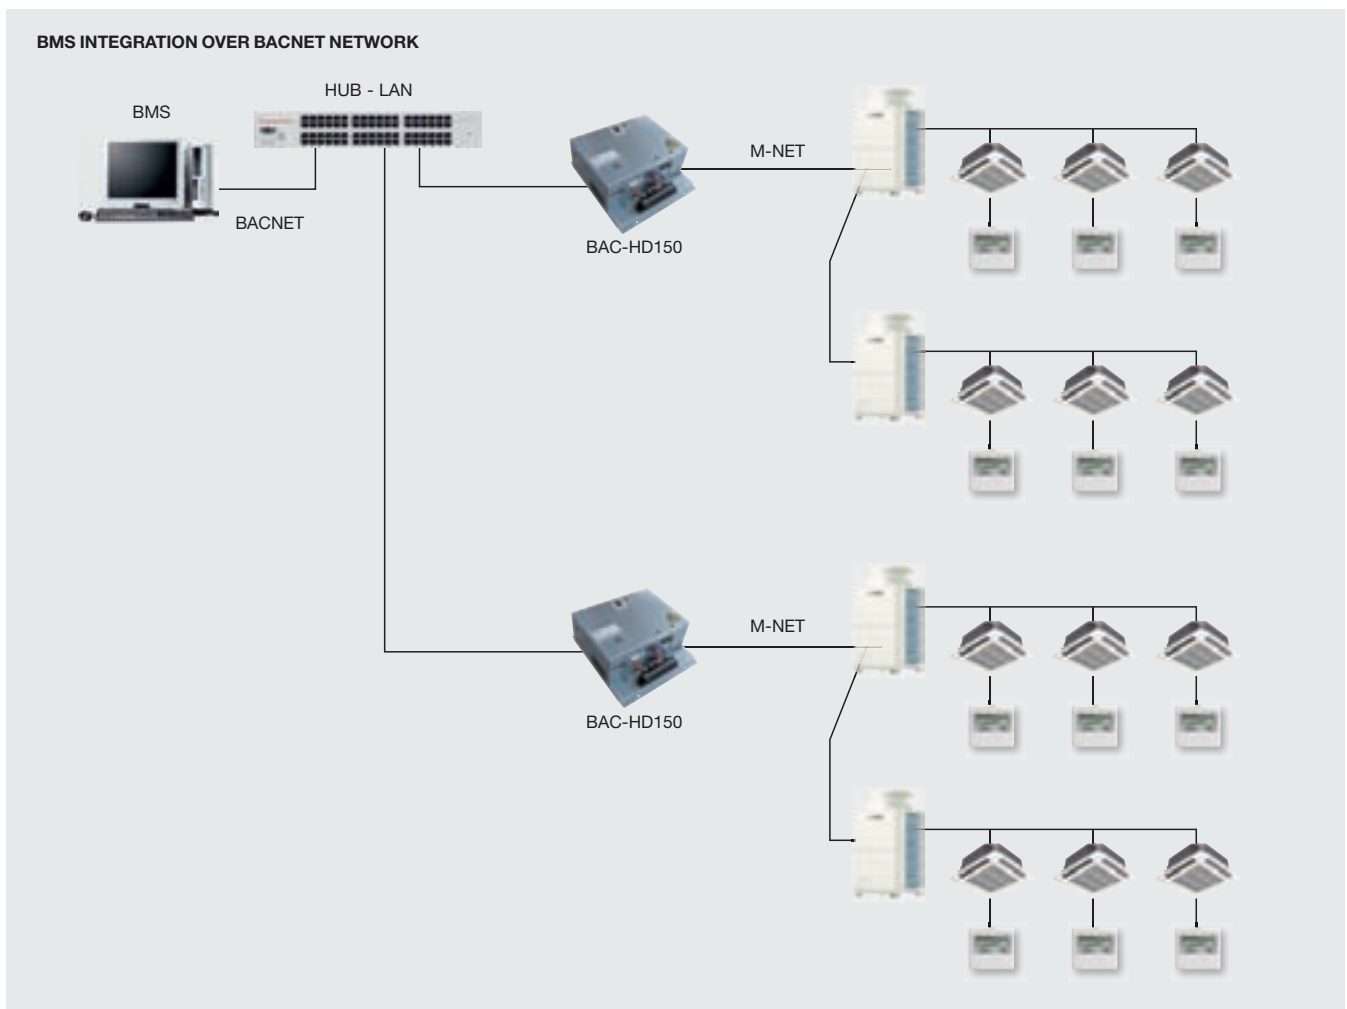 BMS INTEGRATION OVER BACNET NETWORK
HUB - LAN
BMS
BACNET
M-NET
BAC-HD150
M-NET
BAC-HD150